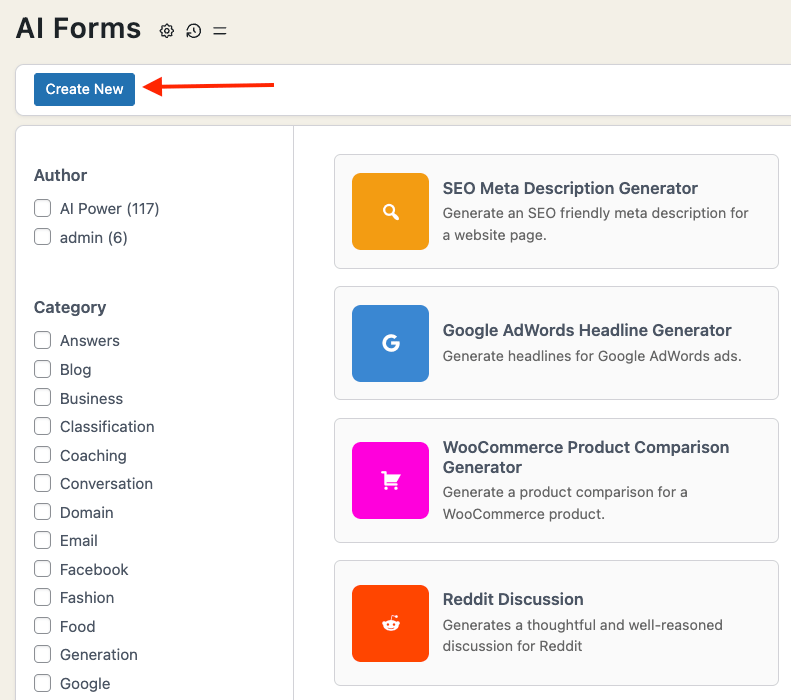 AI Forms
Create New
Author
AI Power (117)
admin (6)
Category
Answers
Blog
Business
Classification
Coaching
Conversation
Domain
Email
Facebook
Fashion
Food
Generation
Google
SEO Meta Description Generator
Generate an SEO friendly meta description for
a website page.
G
Google AdWords Headline Generator
Generate headlines for Google AdWords ads.
WooCommerce Product Comparison
Generator
Generate a product comparison for a
WooCommerce product.
Reddit Discussion
Generates a thoughtful and well-reasoned
discussion for Reddit